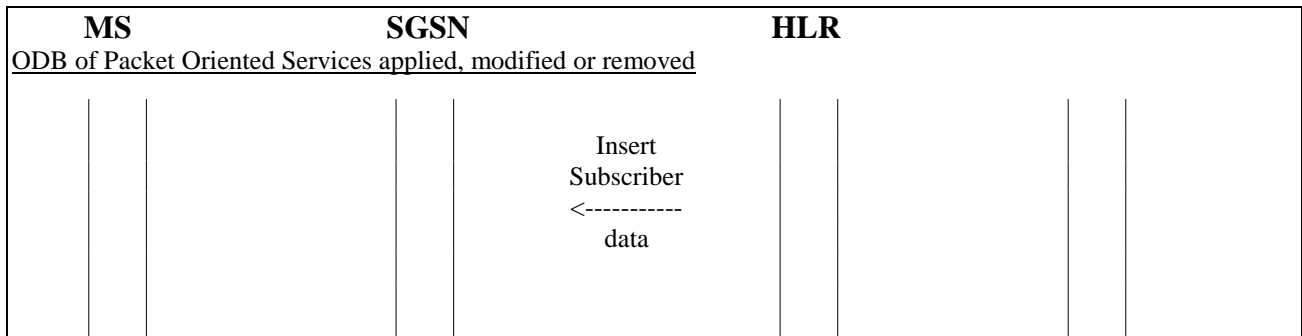 MS SGSN HLR
ODB of Packet Oriented Services applied, modified or removed
Insert
Subscriber
<-----------
data